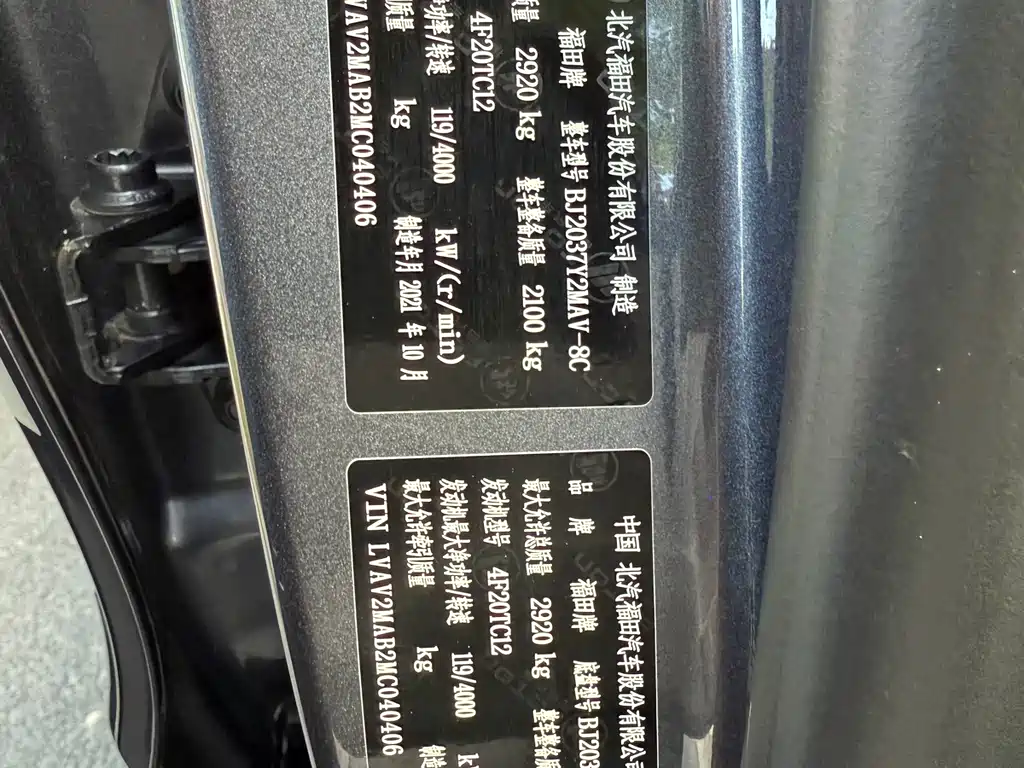 北汽福田汽车股份有限公司 制造
福田牌 整车型号 BJ2037Y2MAV-8C
质量 2920 kg 整车整备质量 2100 kg
4F20TC12
功率/转速 119/4000 kW/(r/min)
质量 kg 制造年月 2021 年 10 月
VAV2MAB2MC040406
中国 北汽福田汽车股份有限公司
品 牌 福田牌 底盘型号 BJ203
最大允许总质量 2920 kg 整车整备质
发动机型号 4F20TC12
发动机最大净功率/转速 119/4000 k
最大允许牵引质量 kg 制
VIN LVAV2MAB2MC040406